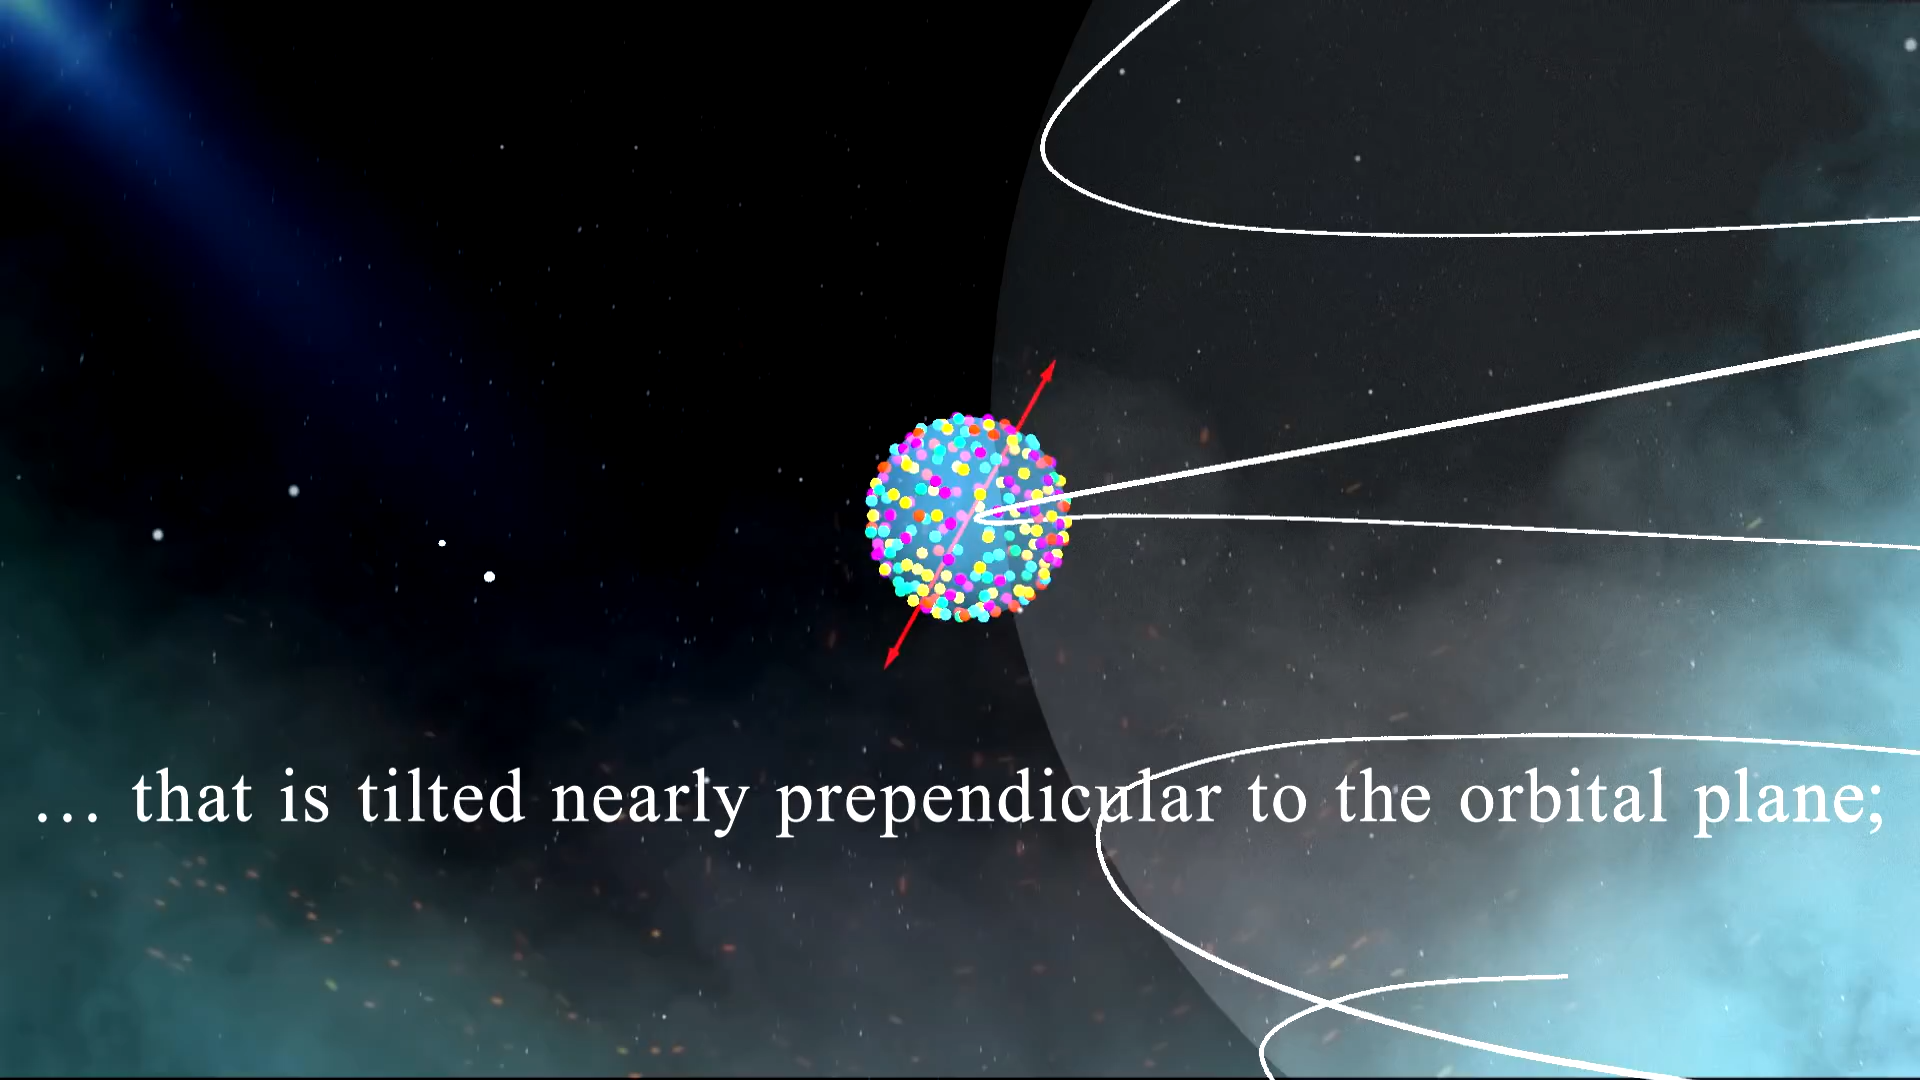 … that is tilted nearly prependicular to the orbital plane;